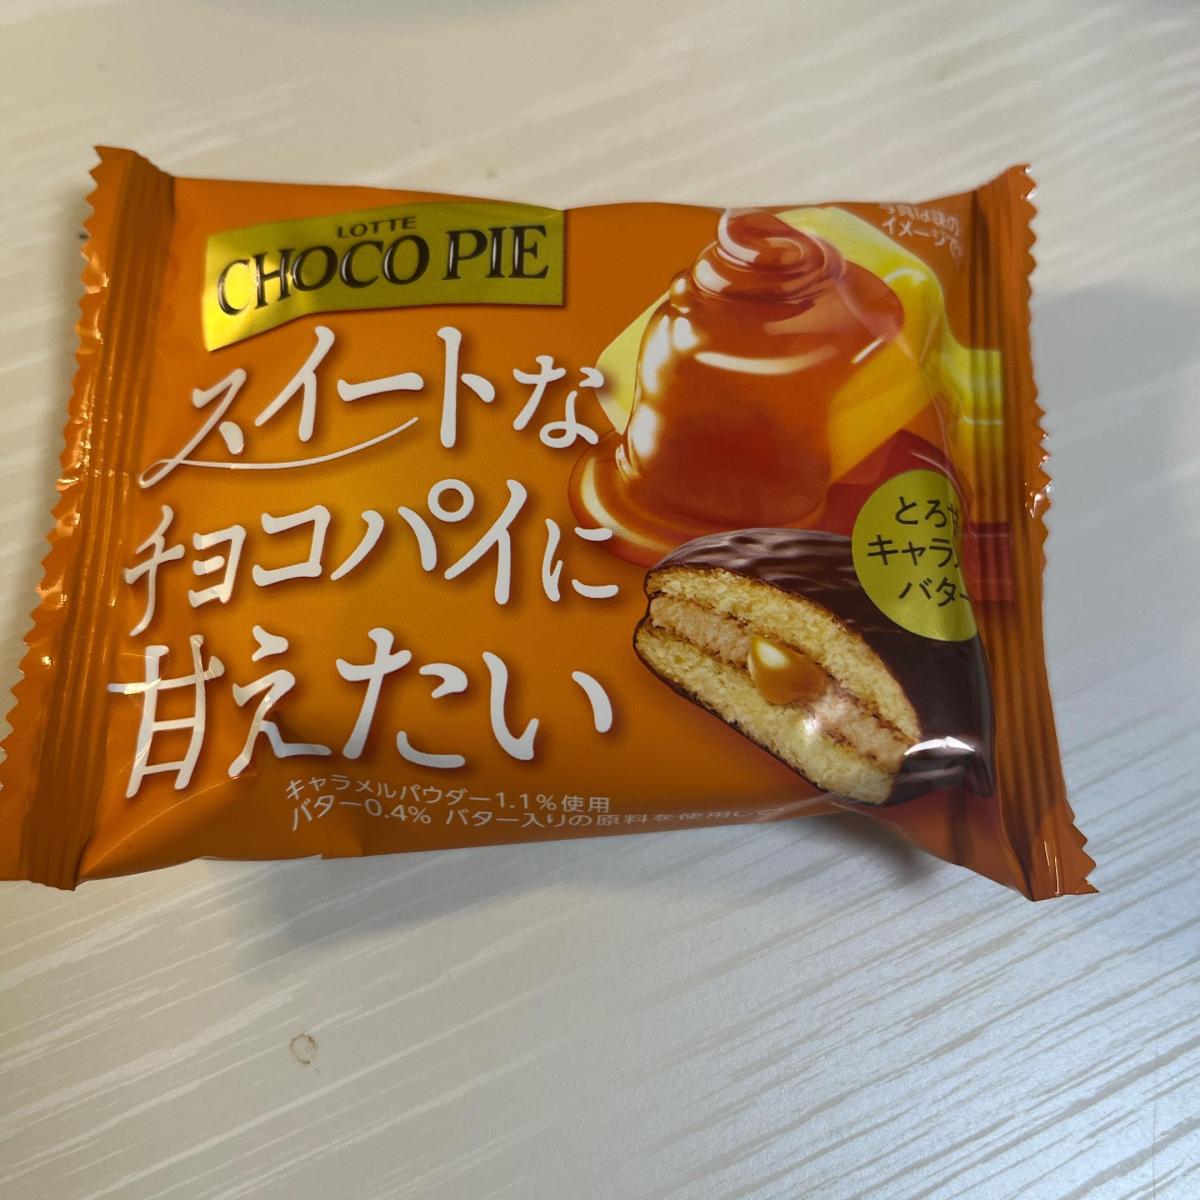 LOTTE
CHOCO PIE
スイートな
チョコパイに
甘えたい
キャラメルパウダー1.1%使用
バター0.4% バター入りの原料を使用して
写真は味の
イメージで
とろ甘
キャラ
バター